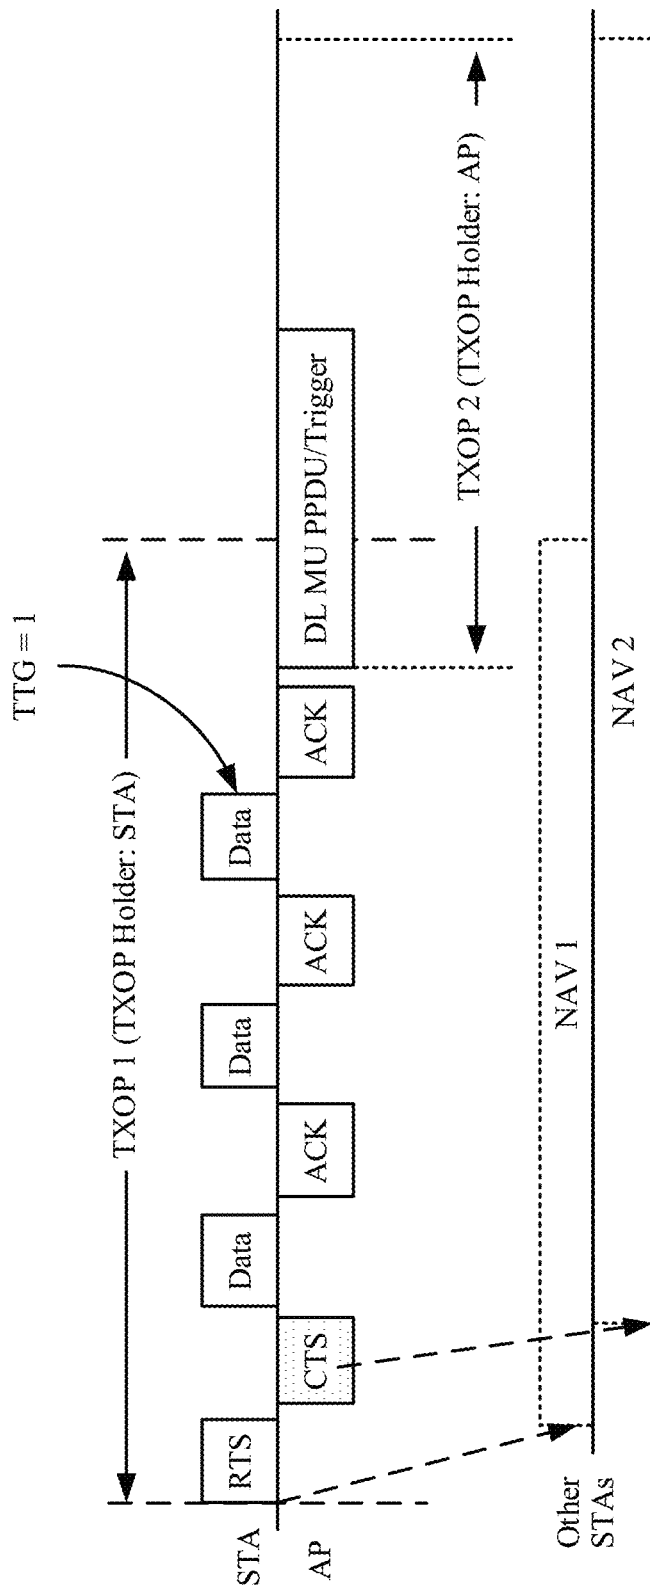 TTG = 1
TXOP 1 (TXOP Holder: STA)
STA
RTS
Data
Data
Data
AP
CTS
ACK
ACK
ACK
DL MU PPDU/Trigger
TXOP 2 (TXOP Holder: AP)
NAV 1
Other
STAs
NAV 2